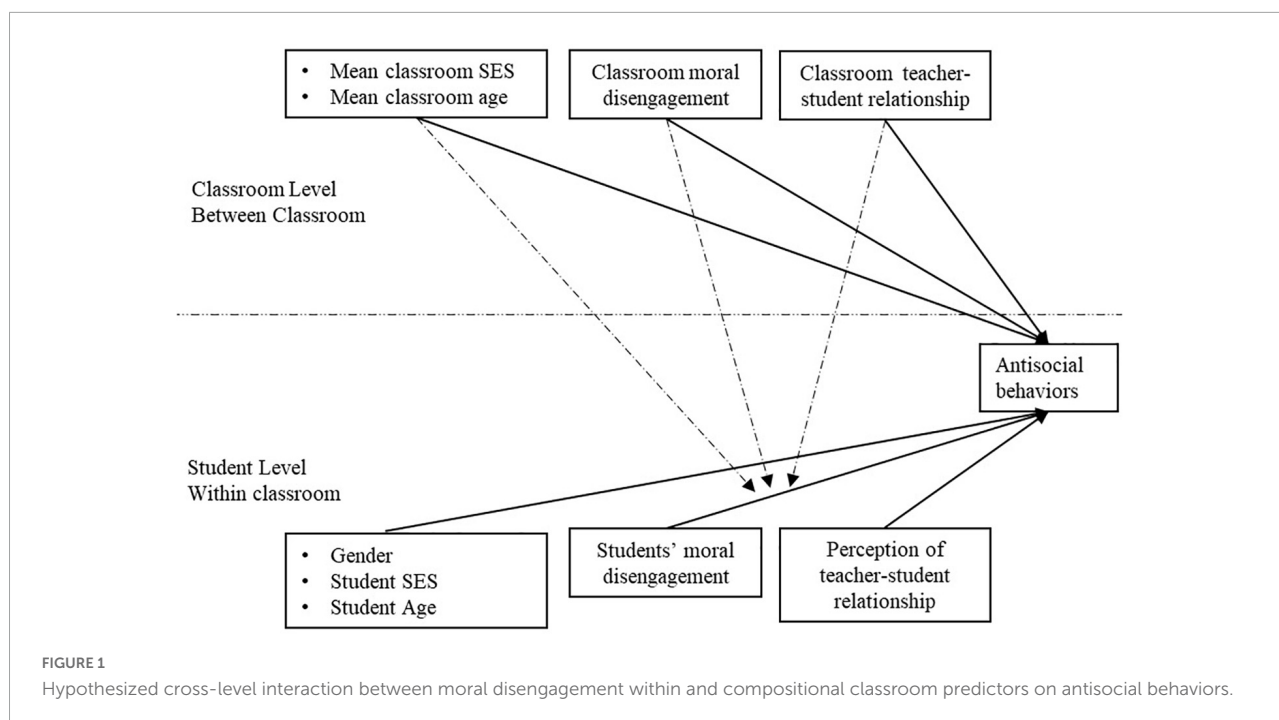 • Mean classroom SES
• Mean classroom age
Classroom moral
disengagement
Classroom teacher-
student relationship
Classroom Level
Between Classroom
Antisocial
behaviors
Student Level
Within classroom
• Gender
• Student SES
• Student Age
Students’ moral
disengagement
Perception of
teacher-student
relationship
FIGURE 1
Hypothesized cross-level interaction between moral disengagement within and compositional classroom predictors on antisocial behaviors.